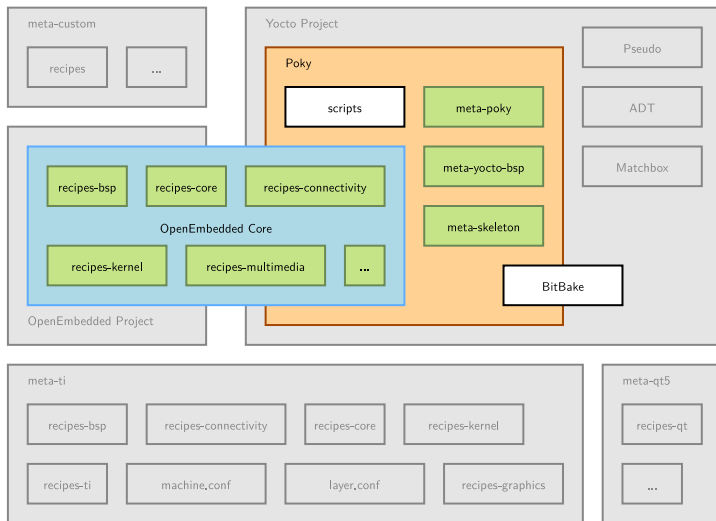 meta-custom
recipes
...
Yocto Project
Poky
scripts
meta-poky
meta-yocto-bsp
meta-skeleton
BitBake
Pseudo
ADT
Matchbox
recipes-bsp
recipes-core
recipes-connectivity
OpenEmbedded Core
recipes-kernel
recipes-multimedia
...
OpenEmbedded Project
meta-ti
recipes-bsp
recipes-connectivity
recipes-core
recipes-kernel
recipes-ti
machine.conf
layer.conf
recipes-graphics
meta-qt5
recipes-qt
...